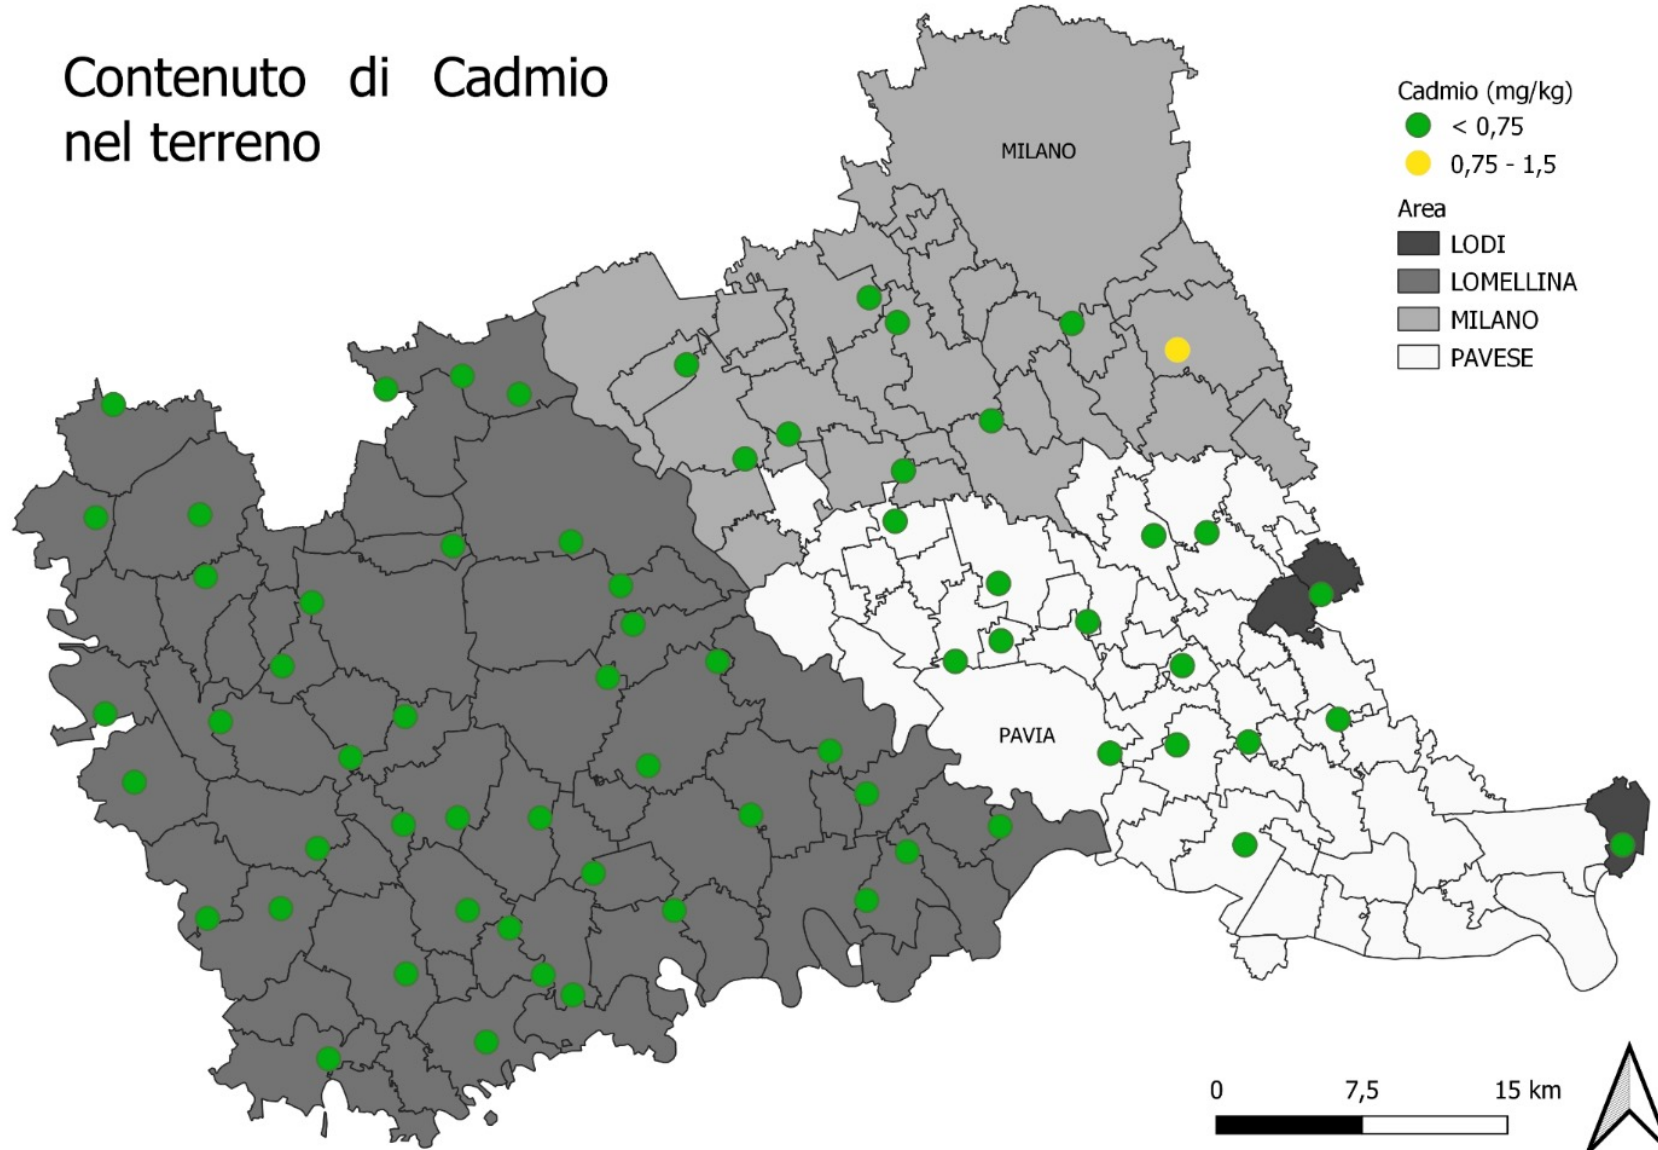 Contenuto di Cadmio
nel terreno
Cadmio (mg/kg)
< 0,75
0,75 - 1,5
Area
LODI
LOMELLINA
MILANO
PAVESE
MILANO
PAVIA
0 7,5 15 km